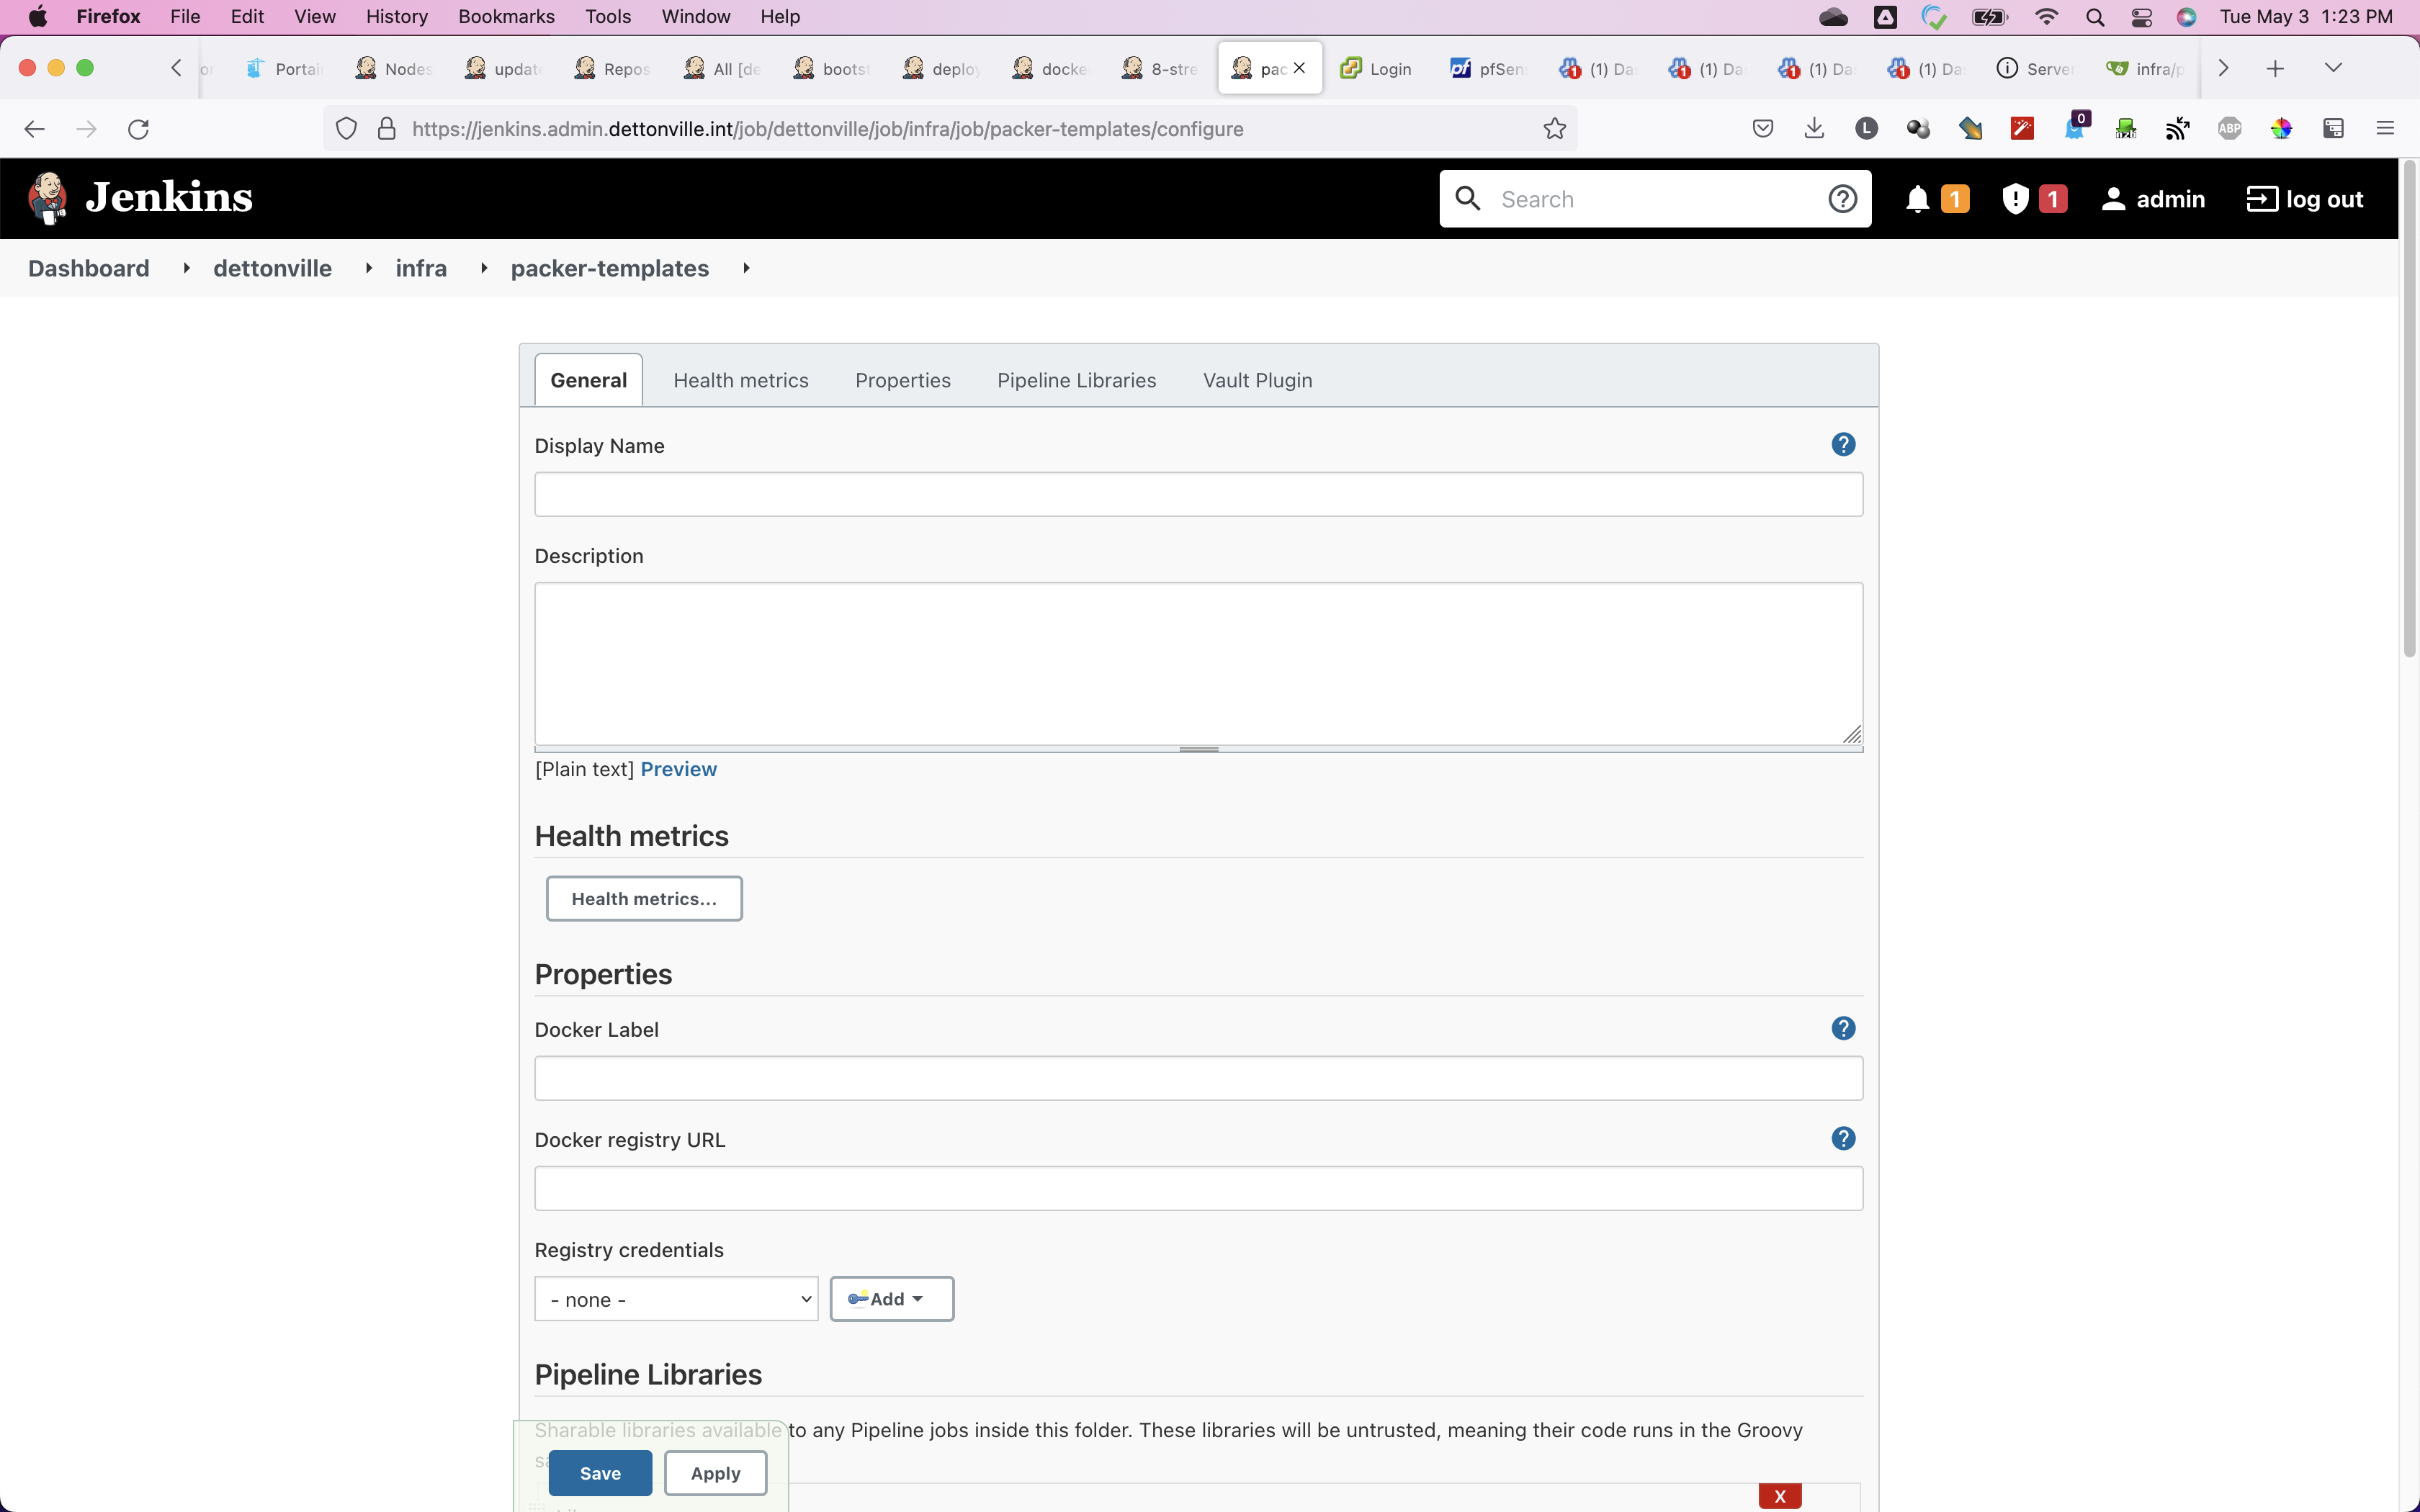 Firefox File Edit View History Bookmarks Tools Window Help Tue May 3 1:23 PM
Portai Nodes updat Repos All [de boots deploy docke 8-stre pac Login pfSen (1) Da (1) Da (1) Da (1) Da Server infra/p
https://jenkins.admin.dettonville.int/job/dettonville/job/infra/job/packer-templates/configure L 0 nzb ABP
Jenkins Search 1 1 admin log out
Dashboard dettonville infra packer-templates
General Health metrics Properties Pipeline Libraries Vault Plugin
Display Name
Description
[Plain text] Preview
Health metrics
Health metrics...
Properties
Docker Label
Docker registry URL
Registry credentials
- none - Add
Pipeline Libraries
Sharable libraries available to any Pipeline jobs inside this folder. These libraries will be untrusted, meaning their code runs in the Groovy
Save Apply
X